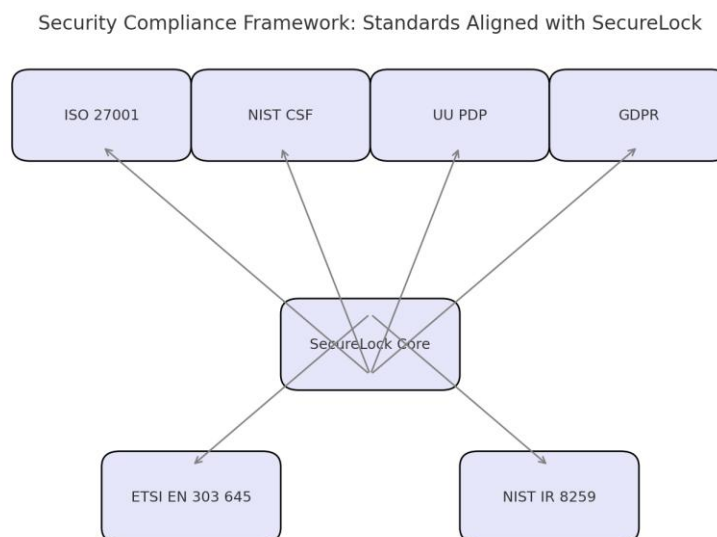 Security Compliance Framework: Standards Aligned with SecureLock
ISO 27001
NIST CSF
UU PDP
GDPR
SecureLock Core
ETSI EN 303 645
NIST IR 8259